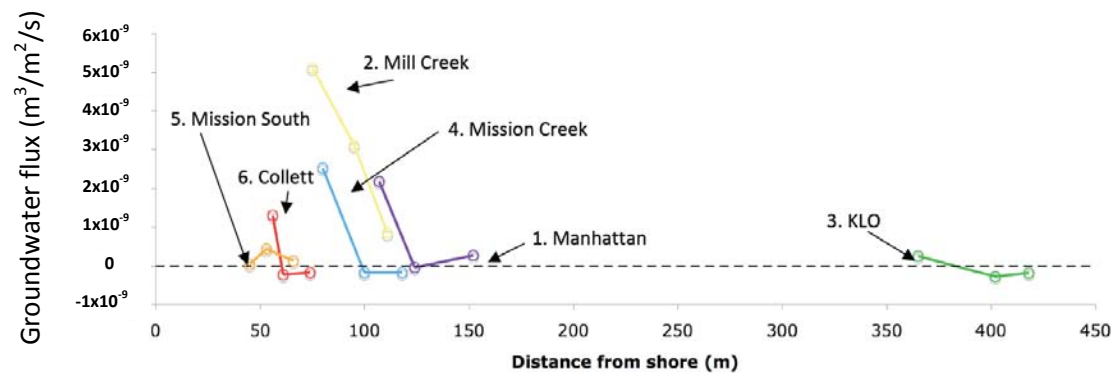 Groundwater flux (m³/m²/s)
6x10⁻⁹
5x10⁻⁹
4x10⁻⁹
3x10⁻⁹
2x10⁻⁹
1x10⁻⁹
0
-1x10⁻⁹
2. Mill Creek
5. Mission South
4. Mission Creek
6. Collett
1. Manhattan
3. KLO
0 50 100 150 200 250 300 350 400 450
Distance from shore (m)